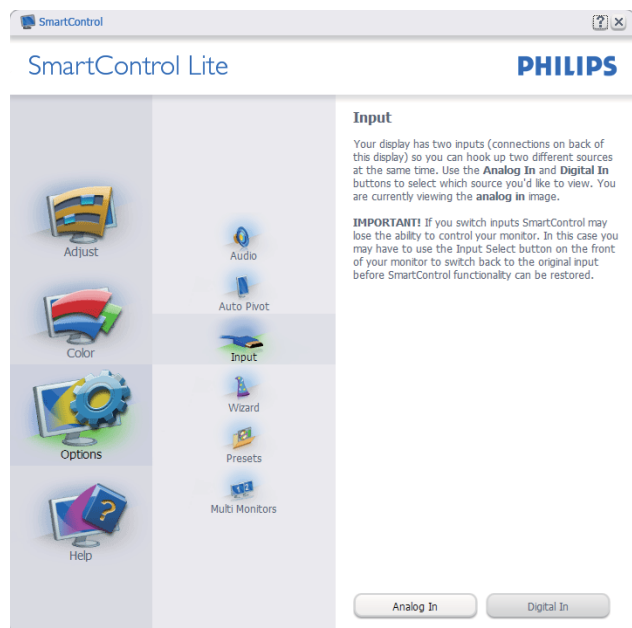 SmartControl
SmartControl Lite
PHILIPS
Adjust
Color
Options
Help
Audio
Auto Pivot
Input
Wizard
Presets
Multi Monitors
Input
Your display has two inputs (connections on back of
this display) so you can hook up two different sources
at the same time. Use the Analog In and Digital In
buttons to select which source you'd like to view. You
are currently viewing the analog in image.
IMPORTANT! If you switch inputs SmartControl may
lose the ability to control your monitor. In this case you
may have to use the Input Select button on the front
of your monitor to switch back to the original input
before SmartControl functionality can be restored.
Analog In
Digital In